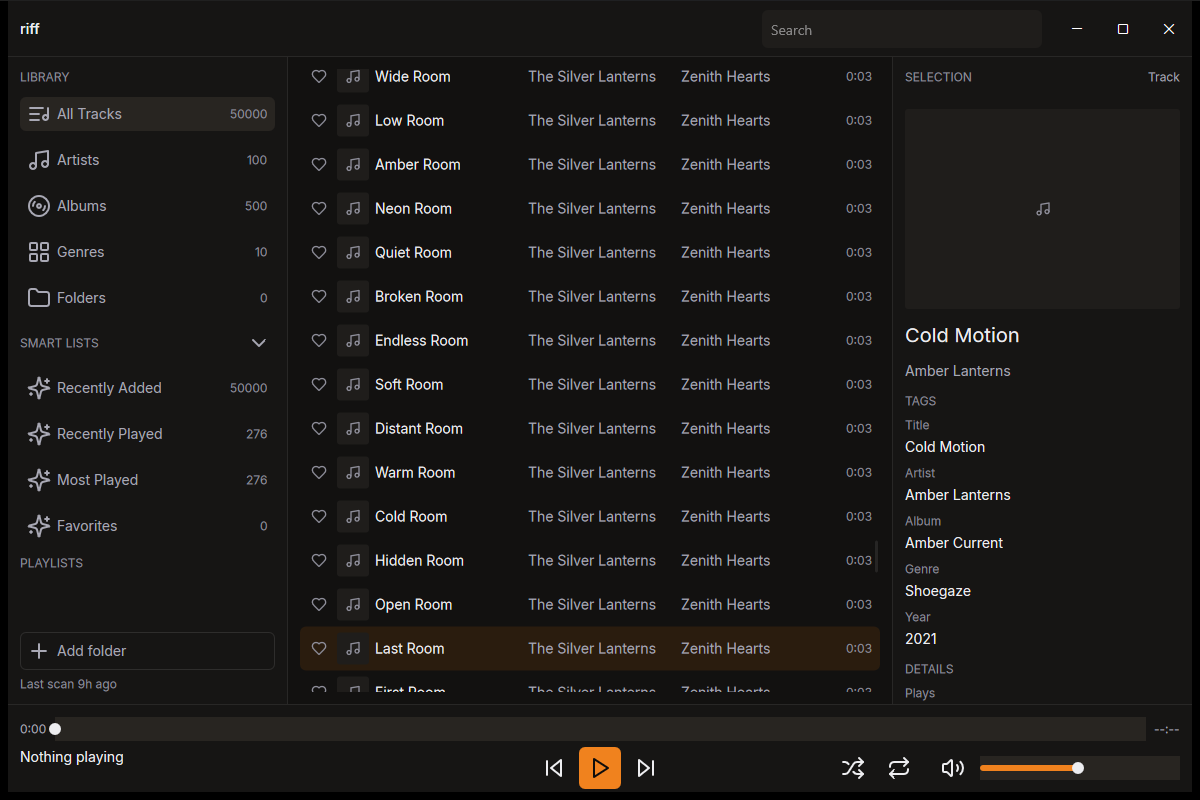 riff
Search
LIBRARY
All Tracks 50000
Artists 100
Albums 500
Genres 10
Folders 0
SMART LISTS
Recently Added 50000
Recently Played 276
Most Played 276
Favorites 0
PLAYLISTS
Add folder
Last scan 9h ago
Wide Room The Silver Lanterns Zenith Hearts 0:03
Low Room The Silver Lanterns Zenith Hearts 0:03
Amber Room The Silver Lanterns Zenith Hearts 0:03
Neon Room The Silver Lanterns Zenith Hearts 0:03
Quiet Room The Silver Lanterns Zenith Hearts 0:03
Broken Room The Silver Lanterns Zenith Hearts 0:03
Endless Room The Silver Lanterns Zenith Hearts 0:03
Soft Room The Silver Lanterns Zenith Hearts 0:03
Distant Room The Silver Lanterns Zenith Hearts 0:03
Warm Room The Silver Lanterns Zenith Hearts 0:03
Cold Room The Silver Lanterns Zenith Hearts 0:03
Hidden Room The Silver Lanterns Zenith Hearts 0:03
Open Room The Silver Lanterns Zenith Hearts 0:03
Last Room The Silver Lanterns Zenith Hearts 0:03
First Room The Silver Lanterns Zenith Hearts 0:03
SELECTION Track
Cold Motion
Amber Lanterns
TAGS
Title
Cold Motion
Artist
Amber Lanterns
Album
Amber Current
Genre
Shoegaze
Year
2021
DETAILS
Plays
0:00 --:--
Nothing playing